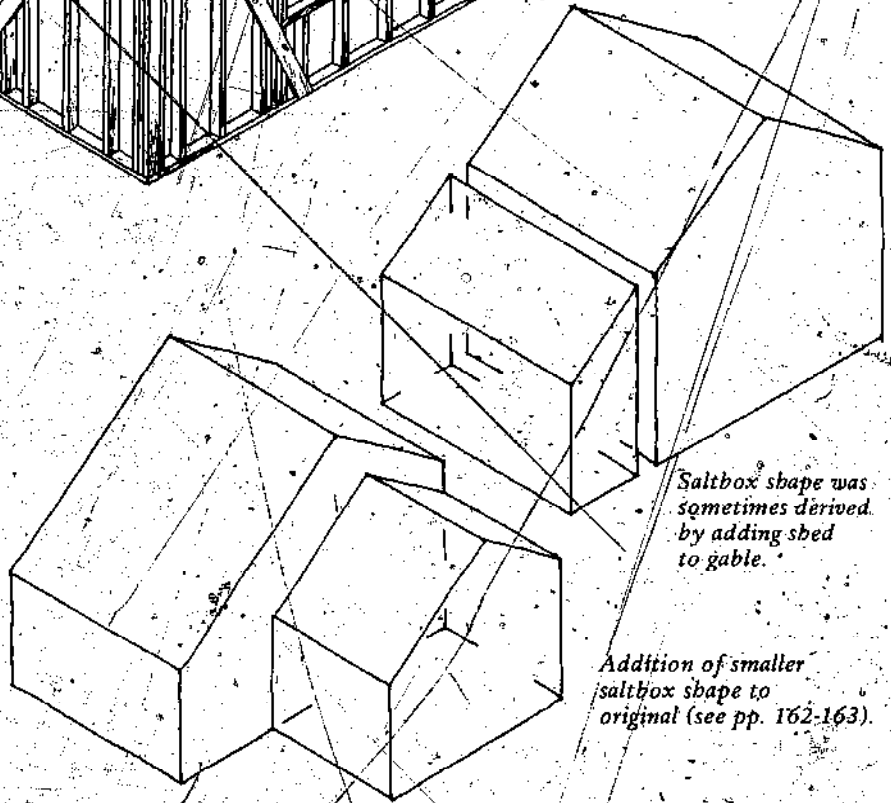 Saltbox shape was
sometimes derived
by adding shed
to gable.
Addition of smaller
saltbox shape to
original (see pp. 162-163).